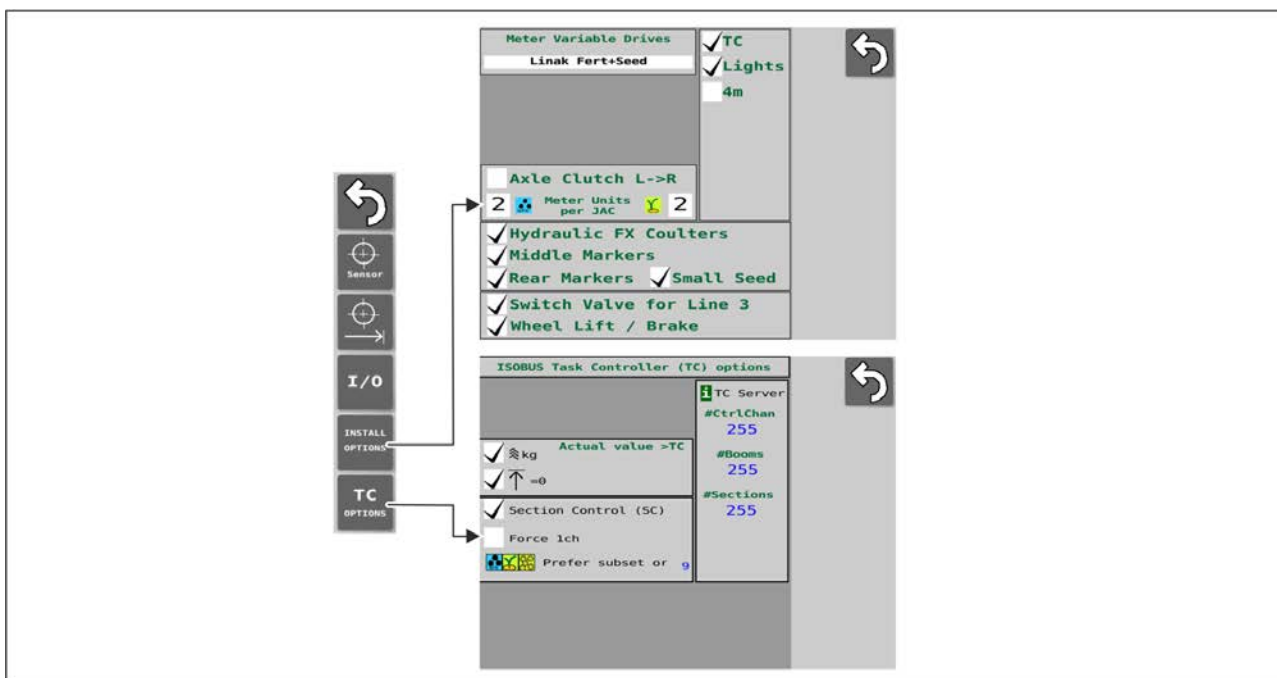 Sensor
I/O
INSTALL
OPTIONS
TC
OPTIONS
Meter Variable Drives
Linak Fert+Seed
TC
Lights
4m
Axle Clutch L->R
2 Meter Units
per JAC 2
Hydraulic FX Coulters
Middle Markers
Rear Markers Small Seed
Switch Valve for Line 3
Wheel Lift / Brake
ISOBUS Task Controller (TC) options
i TC Server
#CtrlChan
255
#Booms
255
#Sections
255
Actual value >TC
kg
=0
Section Control (SC)
Force 1ch
Prefer subset or 9